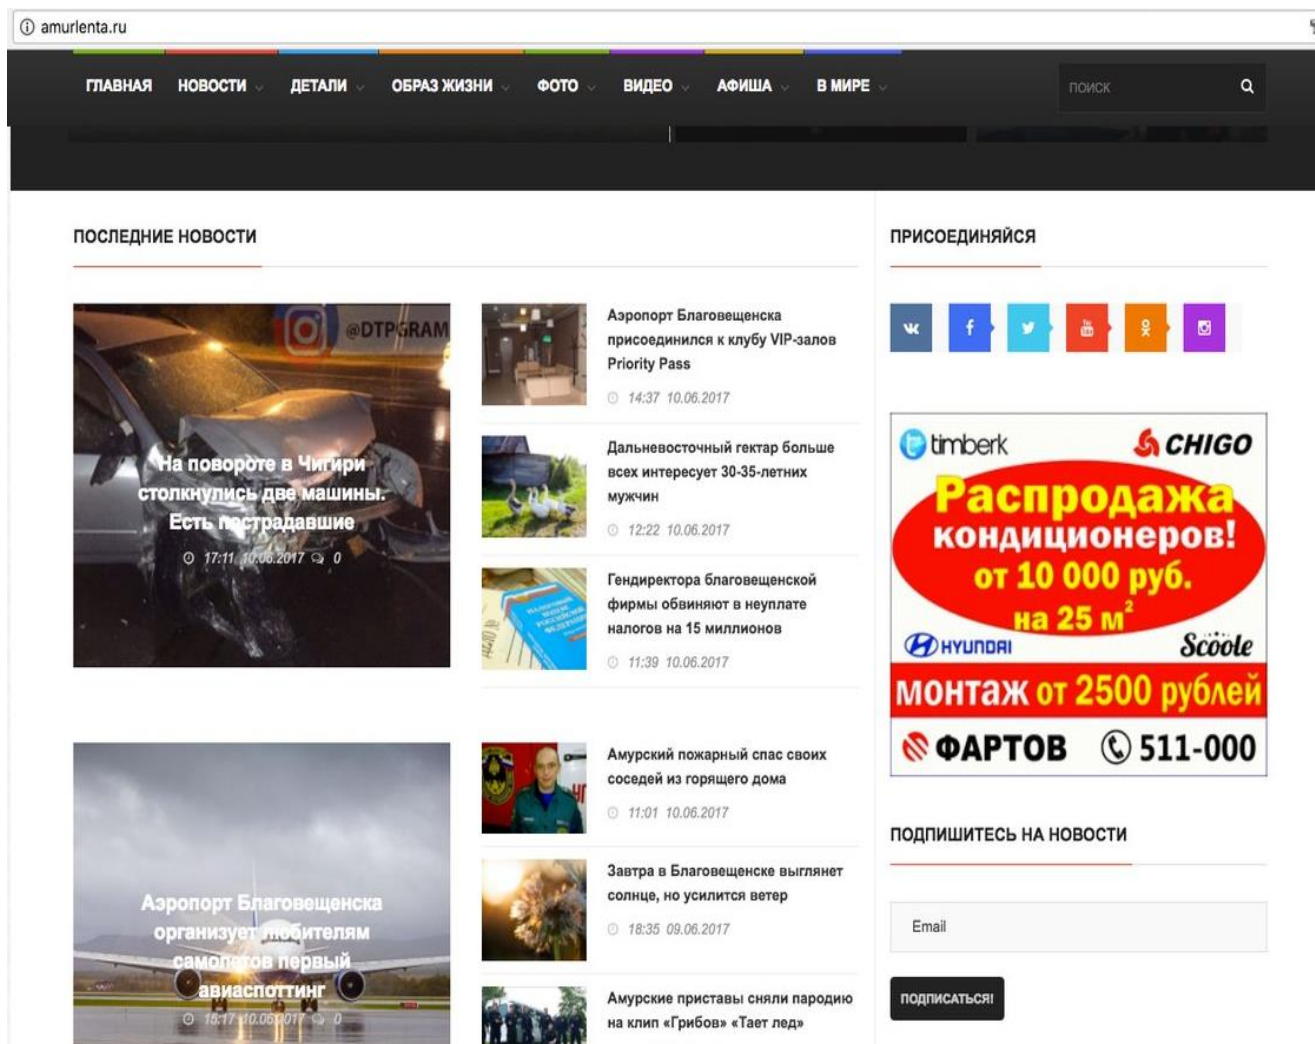 amurlenta.ru
ГЛАВНАЯ НОВОСТИ ДЕТАЛИ ОБРАЗ ЖИЗНИ ФОТО ВИДЕО АФИША В МИРЕ
ПОИСК
ПОСЛЕДНИЕ НОВОСТИ
@DTPGRAM
На повороте в Чигири
столкнулись две машины.
Есть пострадавшие
17:11 10.06.2017 0
Аэропорт Благовещенска
присоединился к клубу VIP-залов
Priority Pass
14:37 10.06.2017
Дальневосточный гектар больше
всех интересует 30-35-летних
мужчин
12:22 10.06.2017
Гендиректора благовещенской
фирмы обвиняют в неуплате
налогов на 15 миллионов
11:39 10.06.2017
Аэропорт Благовещенска
организует любителям
самолетов первый
авиаспоттинг
15:17 10.06.2017 0
Амурский пожарный спас своих
соседей из горящего дома
11:01 10.06.2017
Завтра в Благовещенске выглянет
солнце, но усилится ветер
18:35 09.06.2017
Амурские приставы сняли пародию
на клип «Грибов» «Тает лед»
ПРИСОЕДИНЯЙСЯ
timberk CHIGO
Распродажа
кондиционеров!
от 10 000 руб.
на 25 м²
HYUNDAI Scoole
монтаж от 2500 рублей
ФАРТОВ 511-000
ПОДПИШИТЕСЬ НА НОВОСТИ
Email
ПОДПИСАТЬСЯ!